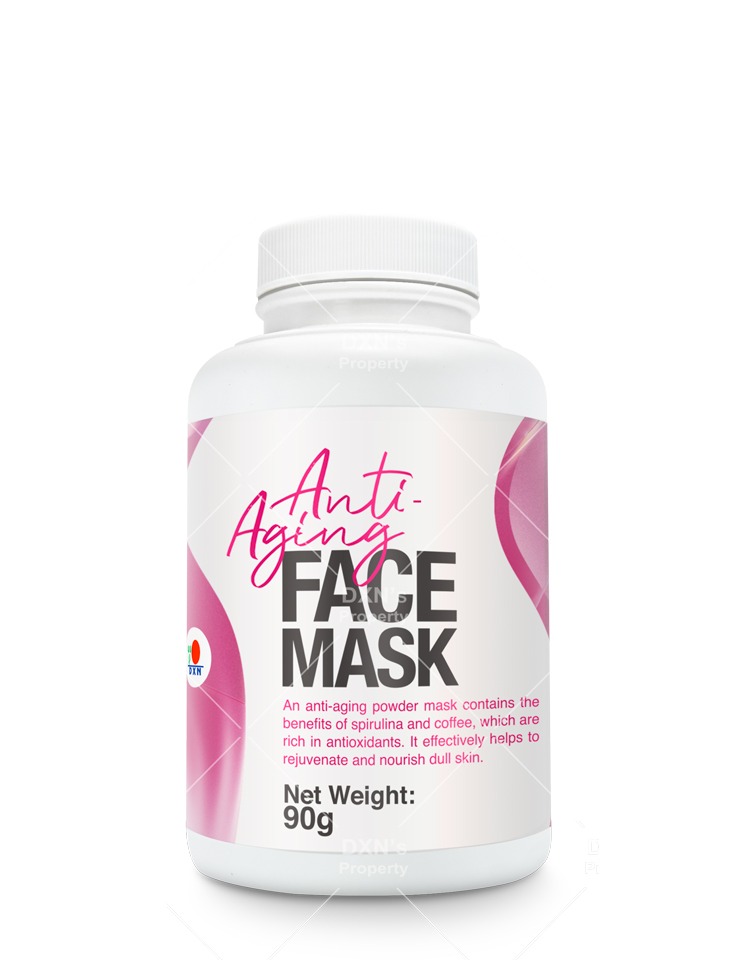 DXN's
Property
Anti-
Aging
FACE
DXN's
Property
MASK
DXN
An anti-aging powder mask contains the
benefits of spirulina and coffee, which are
rich in antioxidants. It effectively helps to
rejuvenate and nourish dull skin.
Net Weight:
90g
DXN's
Property